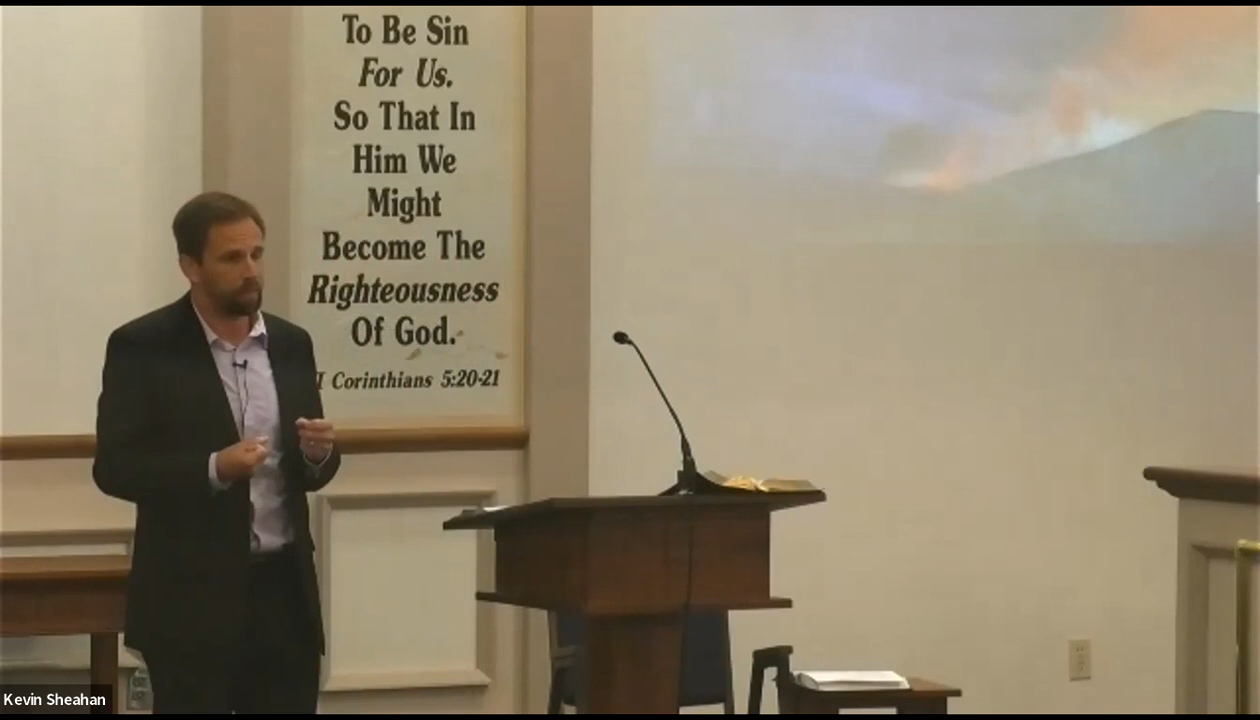 To Be Sin
For Us.
So That In
Him We
Might
Become The
Righteousness
Of God.
I Corinthians 5:20-21
Kevin Sheahan